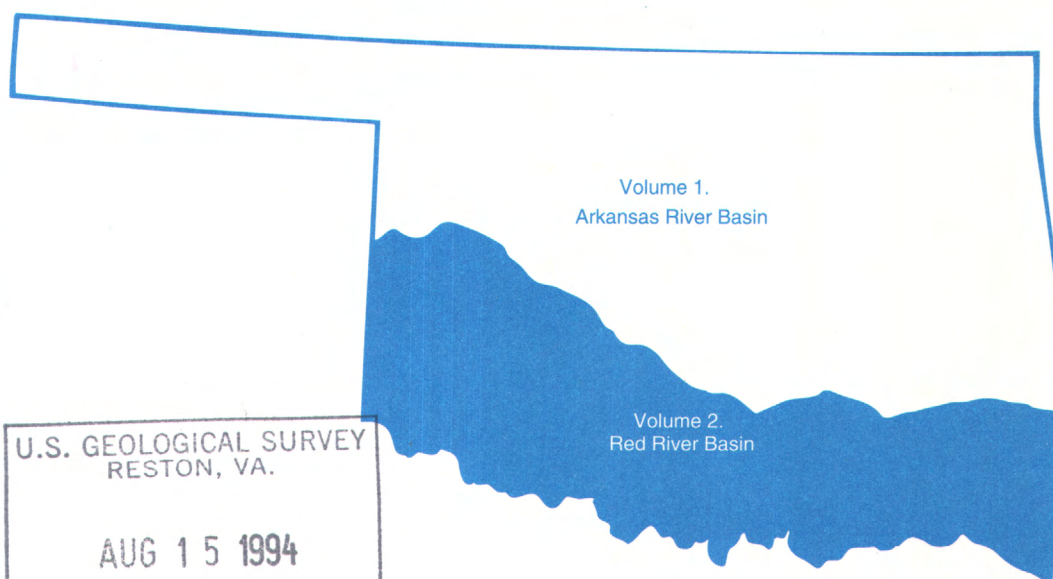 Volume 1.
Arkansas River Basin
Volume 2.
Red River Basin
U.S. GEOLOGICAL SURVEY
RESTON, VA.
AUG 15 1994